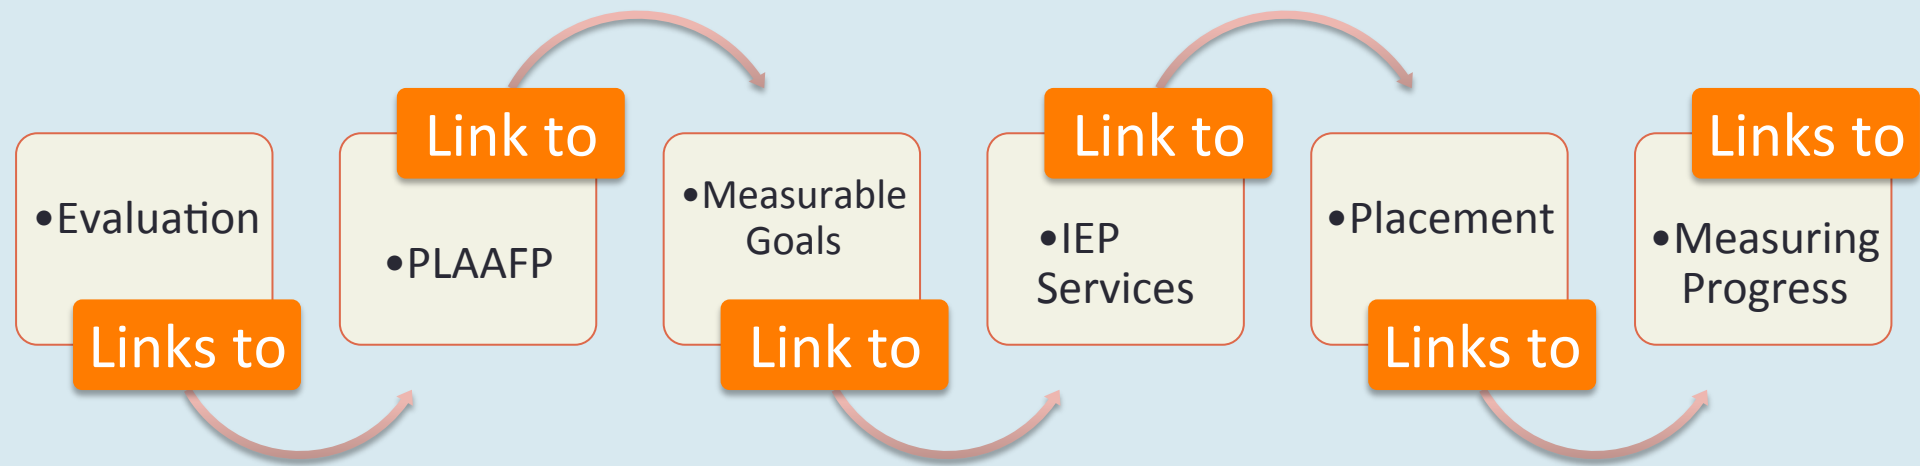 •Evaluation
Links to
Link to
•PLAAFP
•Measurable
Goals
Link to
Link to
•IEP
Services
•Placement
Links to
Links to
•Measuring
Progress